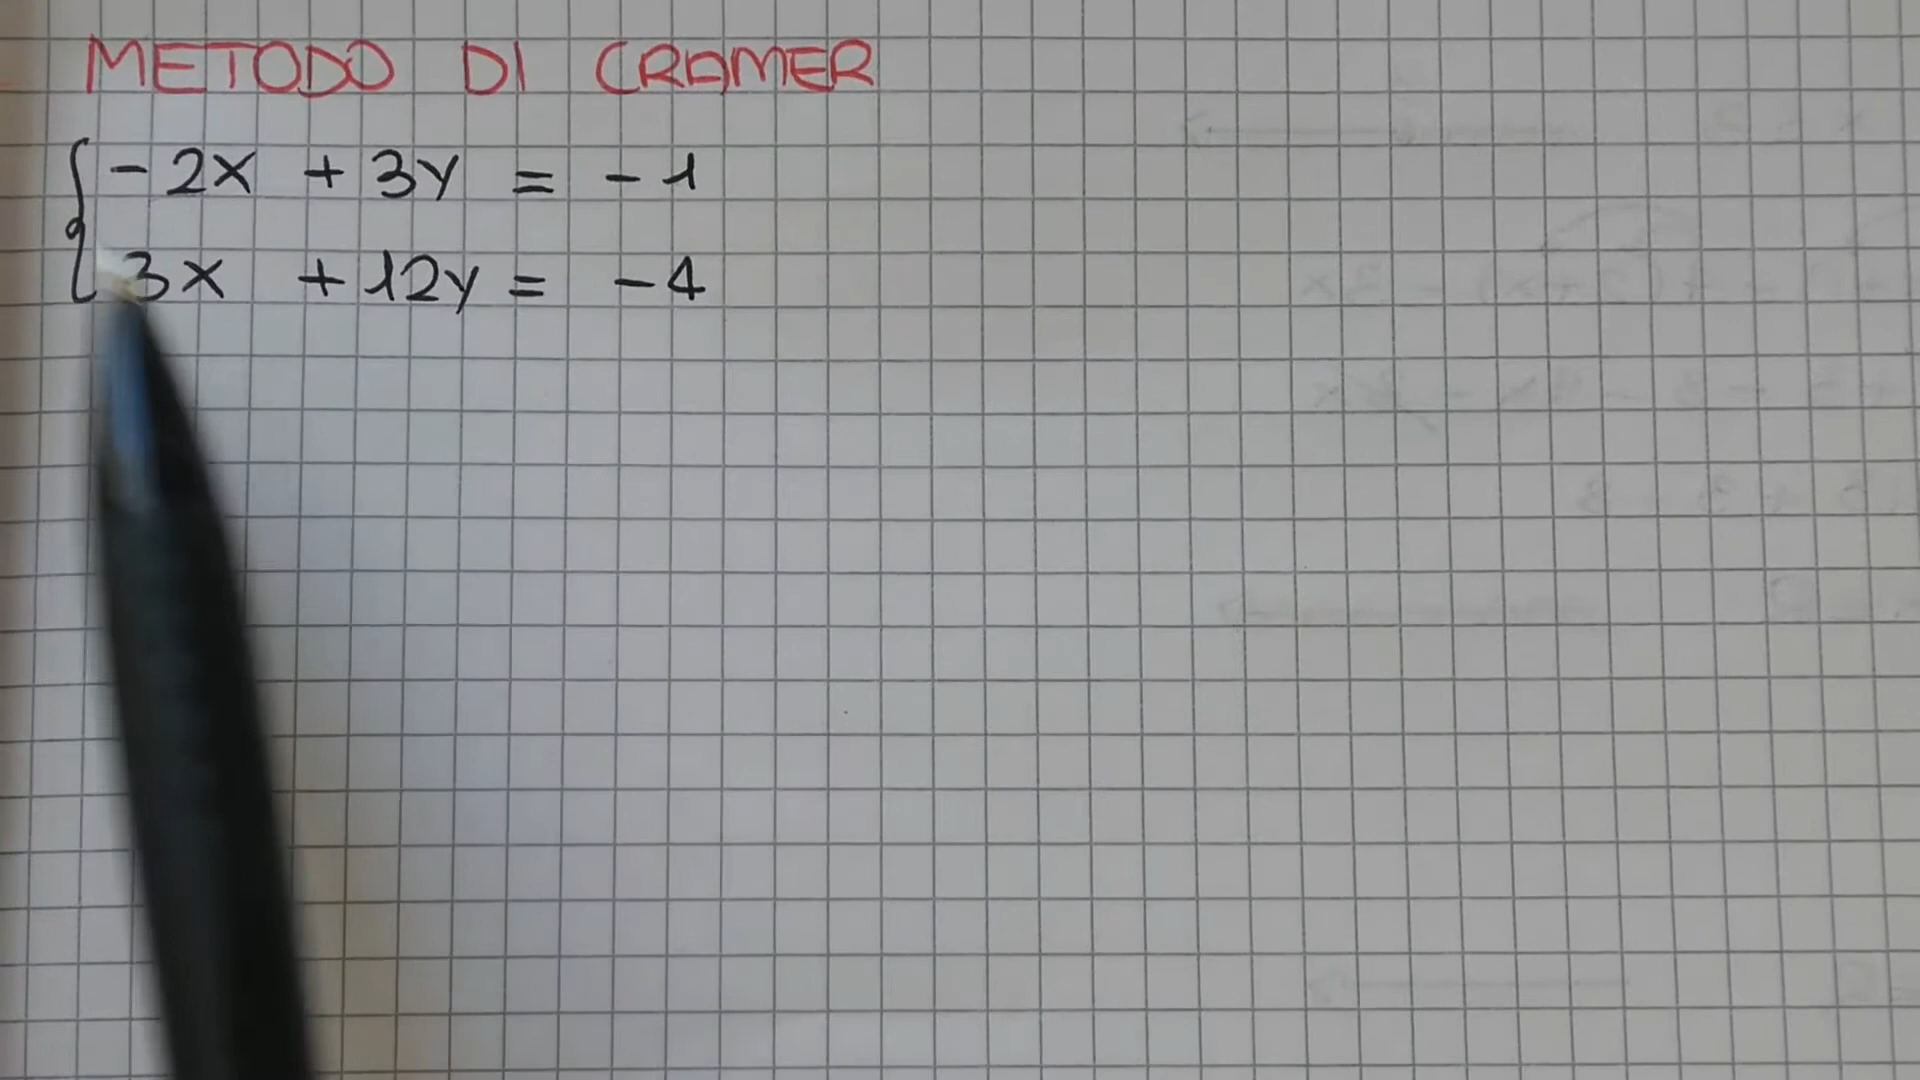 METODO DI CRAMER
- 2x + 3y = - 1
3x + 12y = - 4